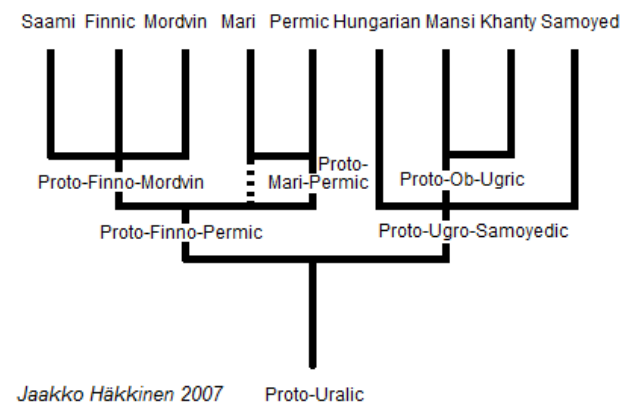 Saami Finnic Mordvin Mari Permic Hungarian Mansi Khanty Samoyed
Proto-Finno-Mordvin
Proto-
Mari-Permic
Proto-Ob-Ugric
Proto-Finno-Permic
Proto-Ugro-Samoyedic
Jaakko Häkkinen 2007
Proto-Uralic